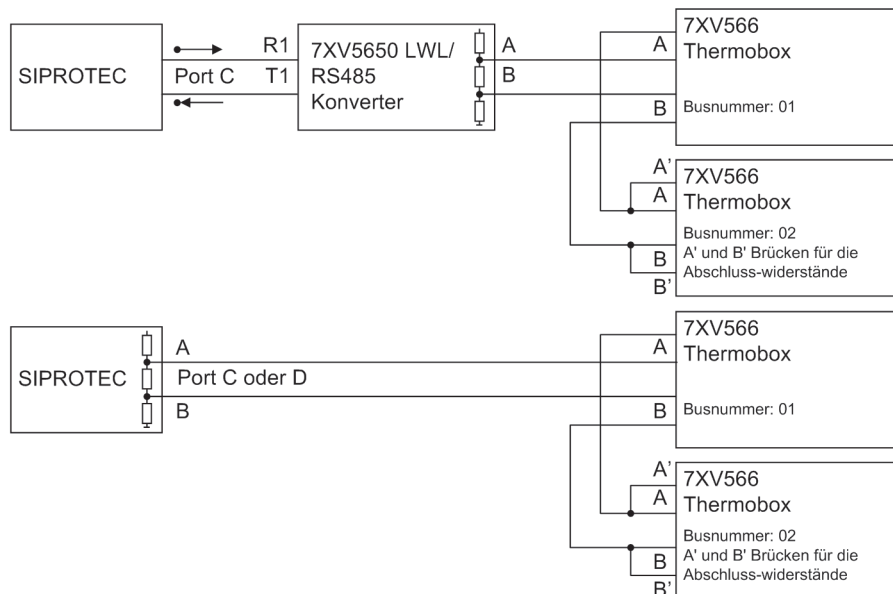 SIPROTEC
R1
Port C
T1
7XV5650 LWL/
RS485
Konverter
A
B
A
B
7XV566
Thermobox
Busnummer: 01
A'
A
B
B'
7XV566
Thermobox
Busnummer: 02
A' und B' Brücken für die
Abschluss-widerstände
SIPROTEC
A
Port C oder D
B
A
B
7XV566
Thermobox
Busnummer: 01
A'
A
B
B'
7XV566
Thermobox
Busnummer: 02
A' und B' Brücken für die
Abschluss-widerstände